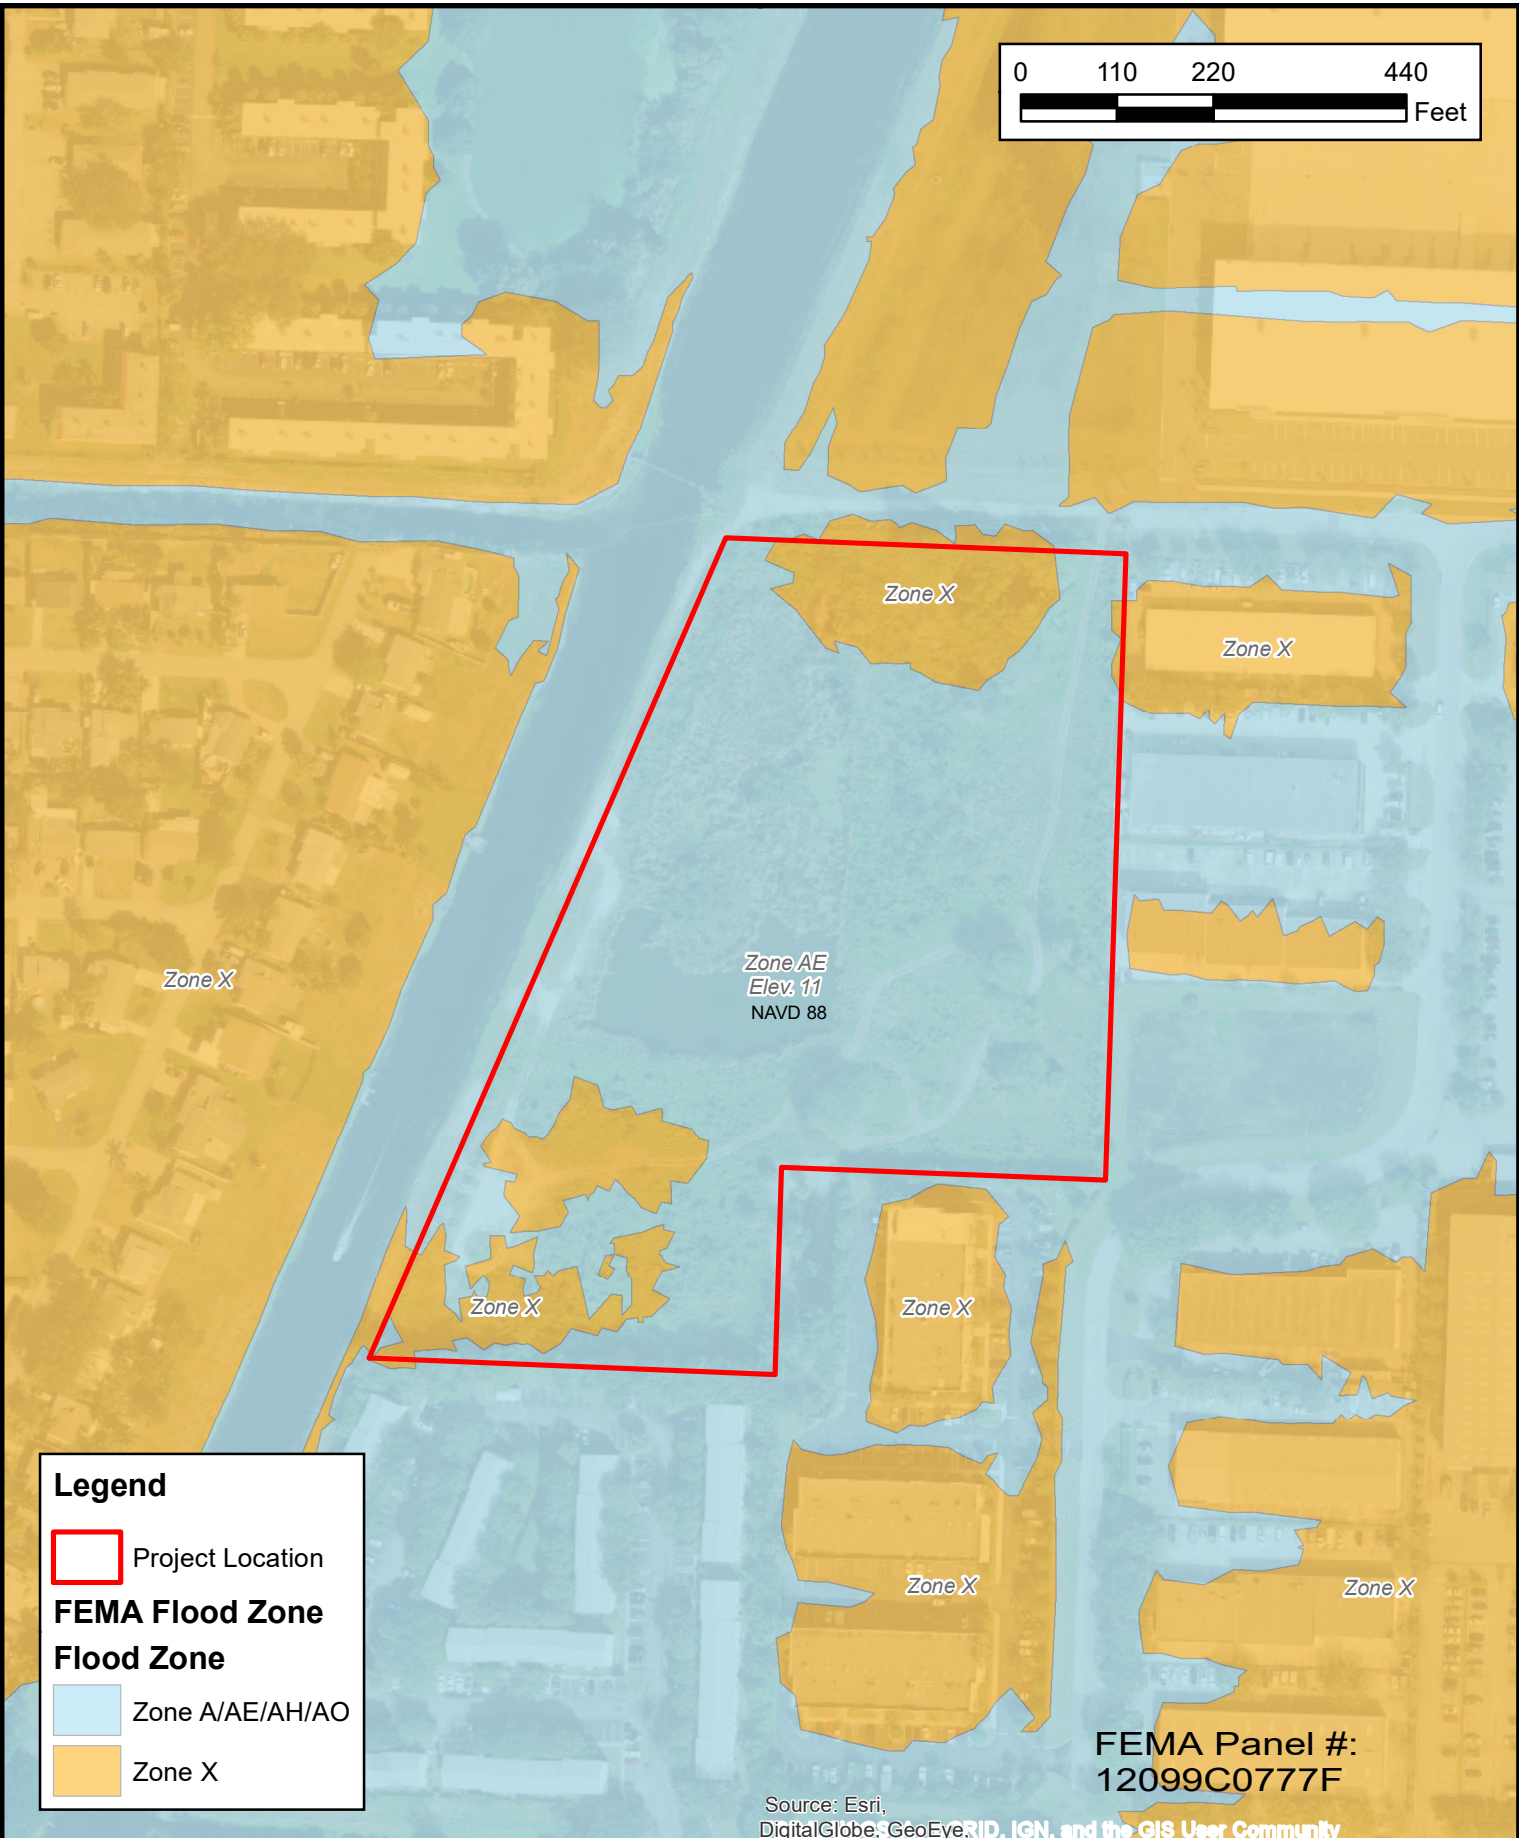 0 110 220 440
Feet
Zone X
Zone X
Zone X
Zone AE
Elev. 11
NAVD 88
Zone X
Zone X
Zone X
Zone X
Legend
Project Location
FEMA Flood Zone
Flood Zone
Zone A/AE/AH/AO
Zone X
FEMA Panel #:
12099C0777F
Source: Esri,
DigitalGlobe, GeoEye, IGN, and the GIS User Community